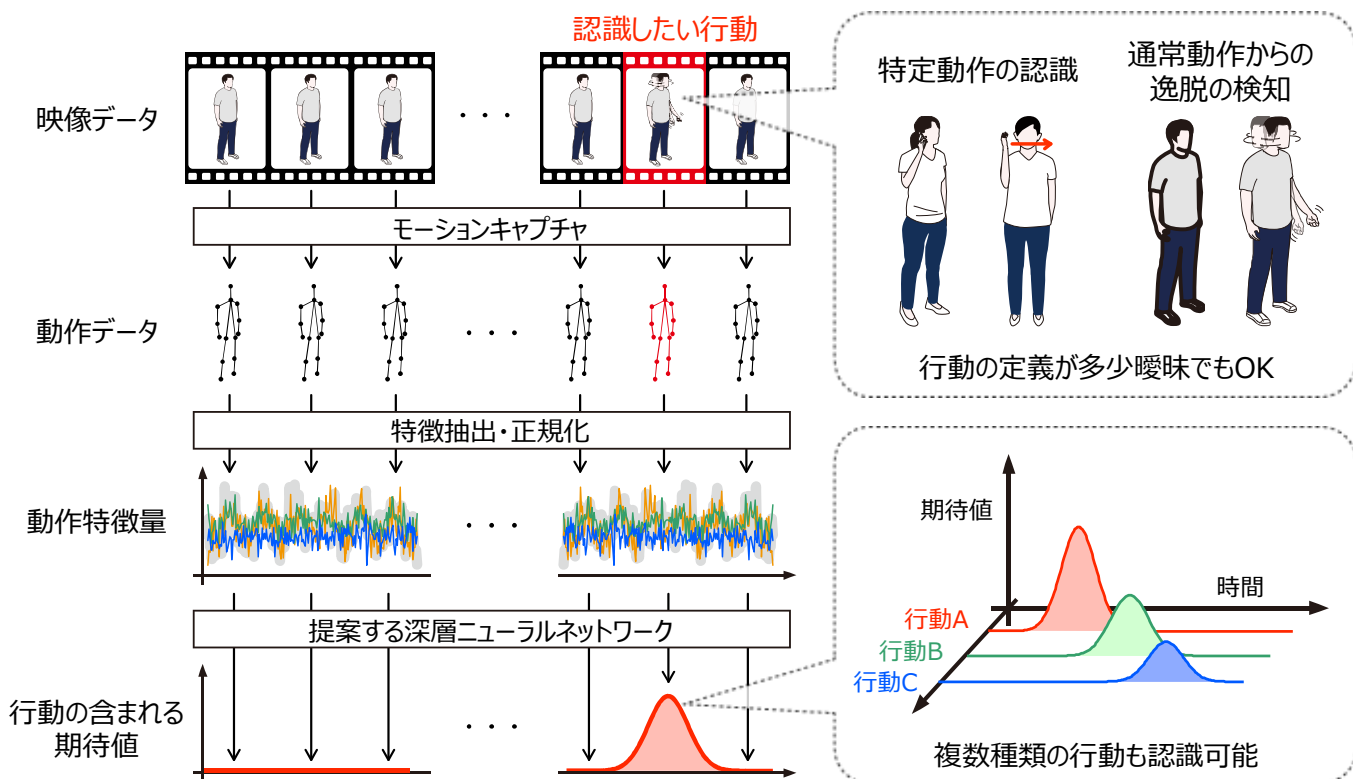 認識したい行動
映像データ
・・・
モーションキャプチャ
動作データ
・・・
特徴抽出・正規化
動作特徴量
・・・
提案する深層ニューラルネットワーク
行動の含まれる
期待値
・・・
特定動作の認識
通常動作からの
逸脱の検知
行動の定義が多少曖昧でもOK
期待値
時間
行動A
行動B
行動C
複数種類の行動も認識可能